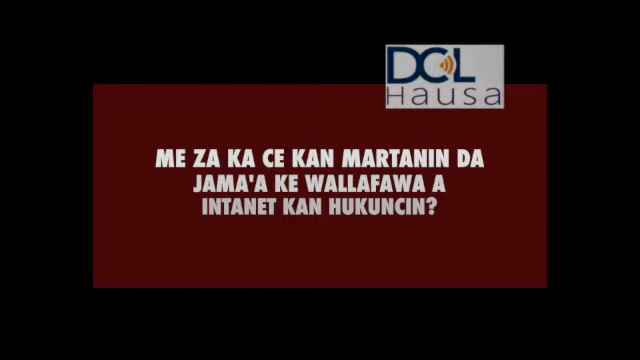 DCL
Hausa
ME ZA KA CE KAN MARTANIN DA
JAMA'A KE WALLAFAWA A
INTANET KAN HUKUNCIN?